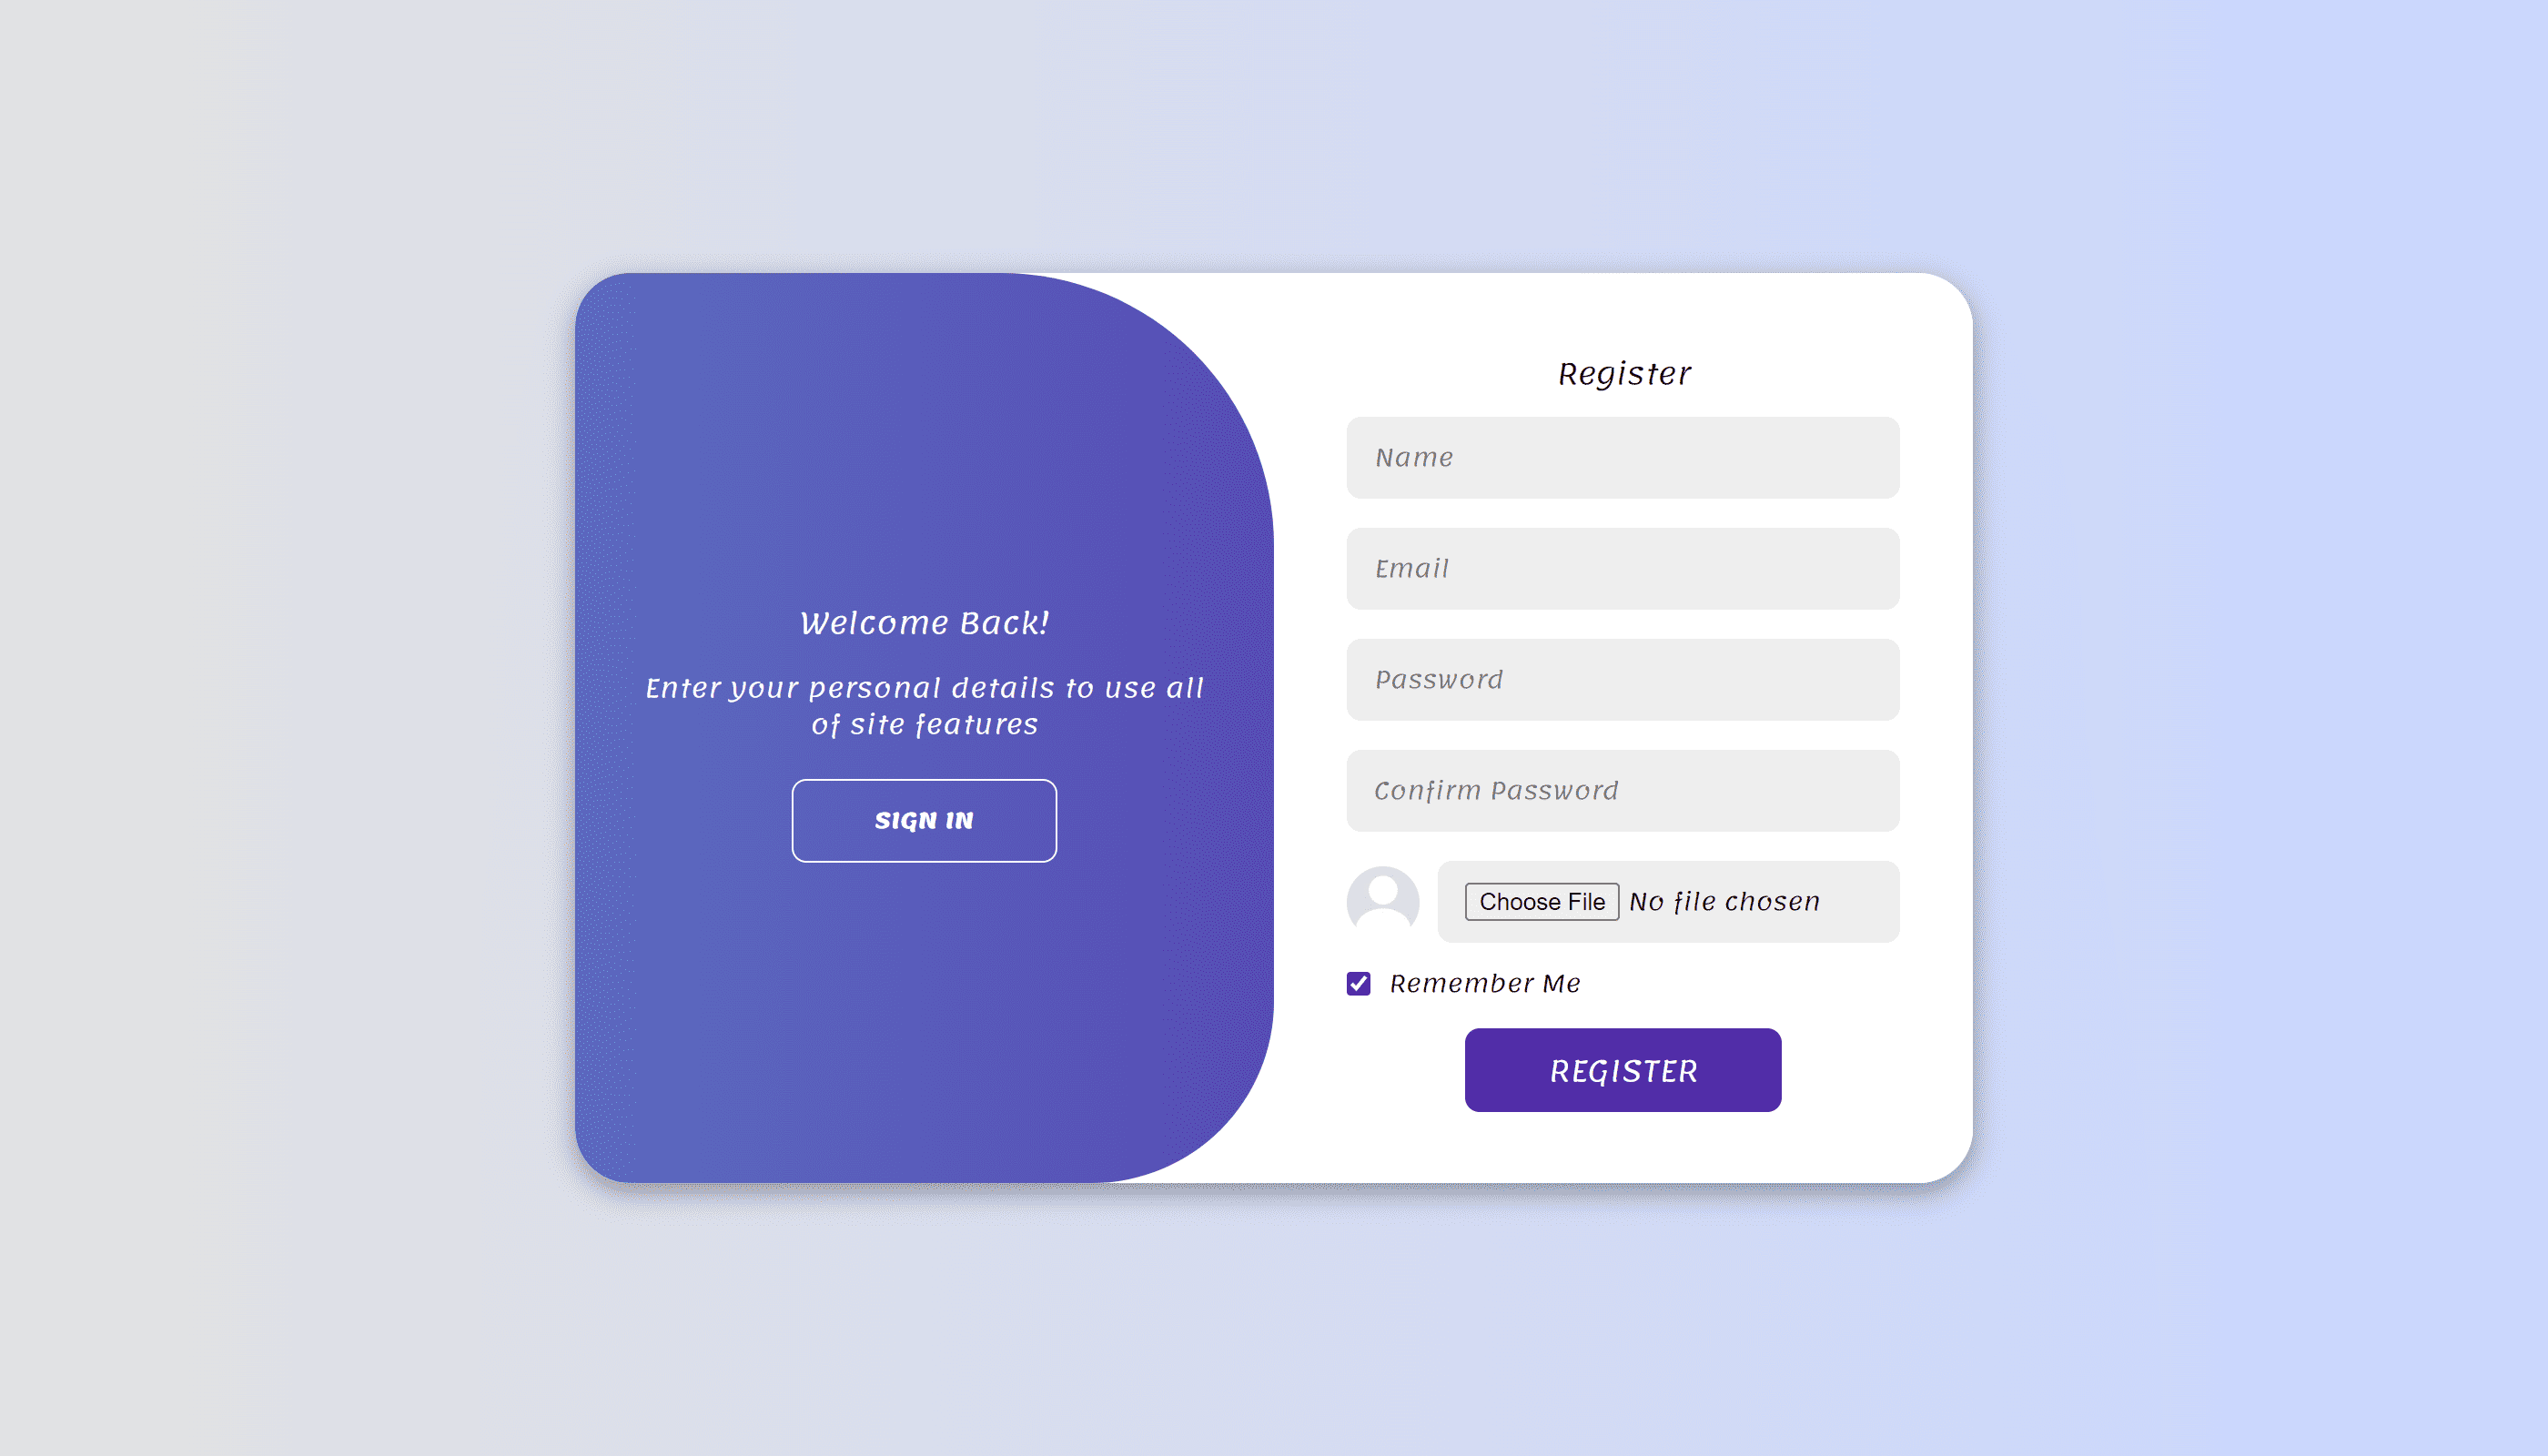 Welcome Back!
Enter your personal details to use all
of site features
SIGN IN
Register
Name
Email
Password
Confirm Password
Choose File No file chosen
Remember Me
REGISTER